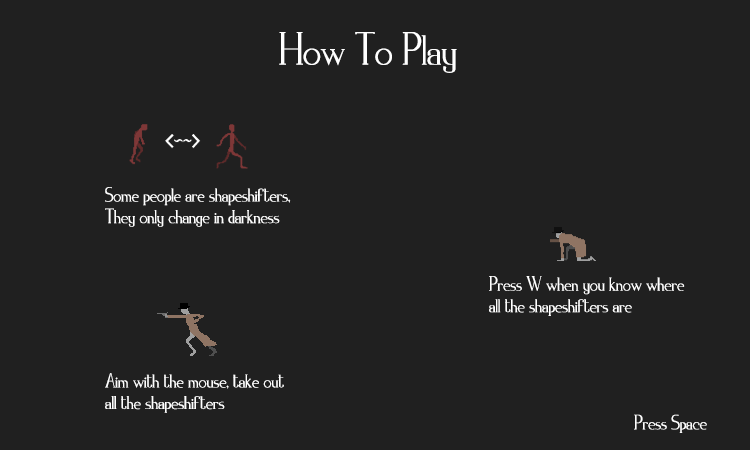 How To Play
Some people are shapeshifters,
They only change in darkness
Press W when you know where
all the shapeshifters are
Aim with the mouse, take out
all the shapeshifters
Press Space